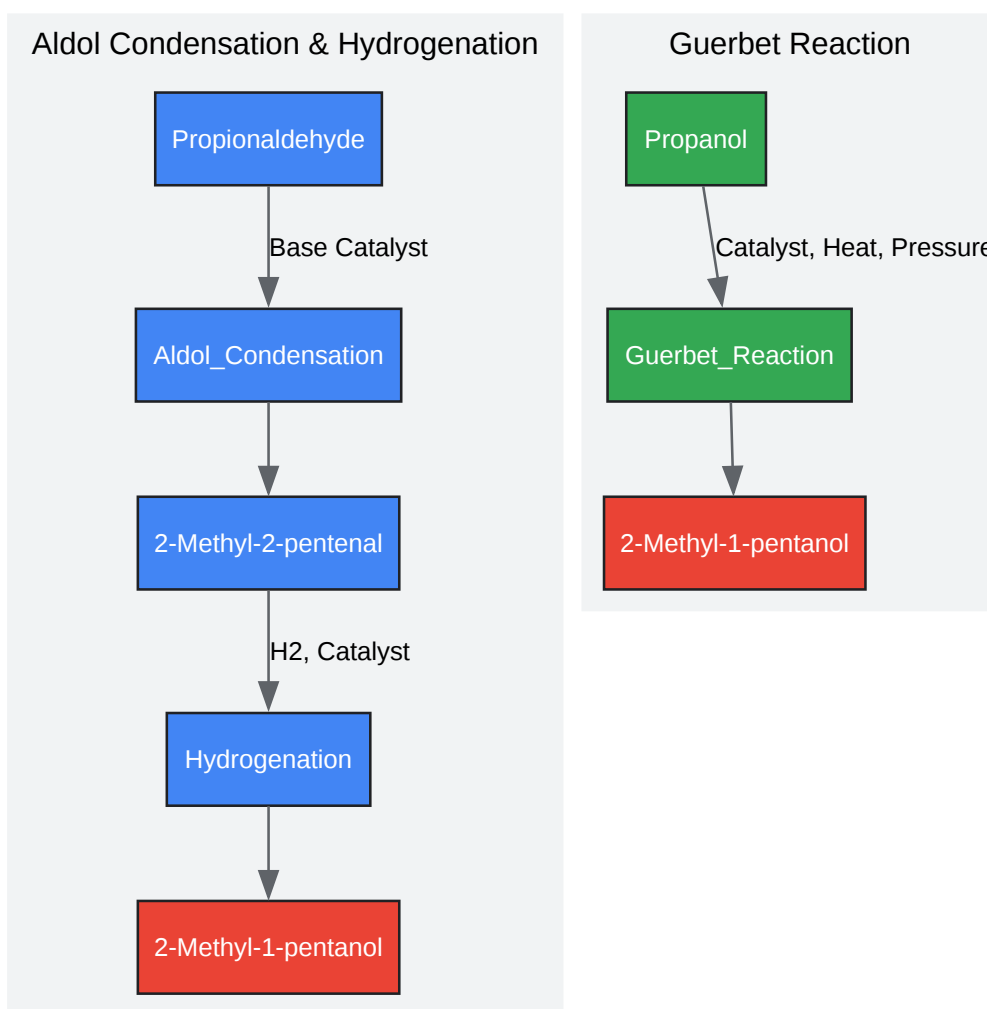 Aldol Condensation & Hydrogenation
Propionaldehyde
Base Catalyst
Aldol_Condensation
2-Methyl-2-pentenal
H2, Catalyst
Hydrogenation
2-Methyl-1-pentanol
Guerbet Reaction
Propanol
Catalyst, Heat, Pressure
Guerbet_Reaction
2-Methyl-1-pentanol